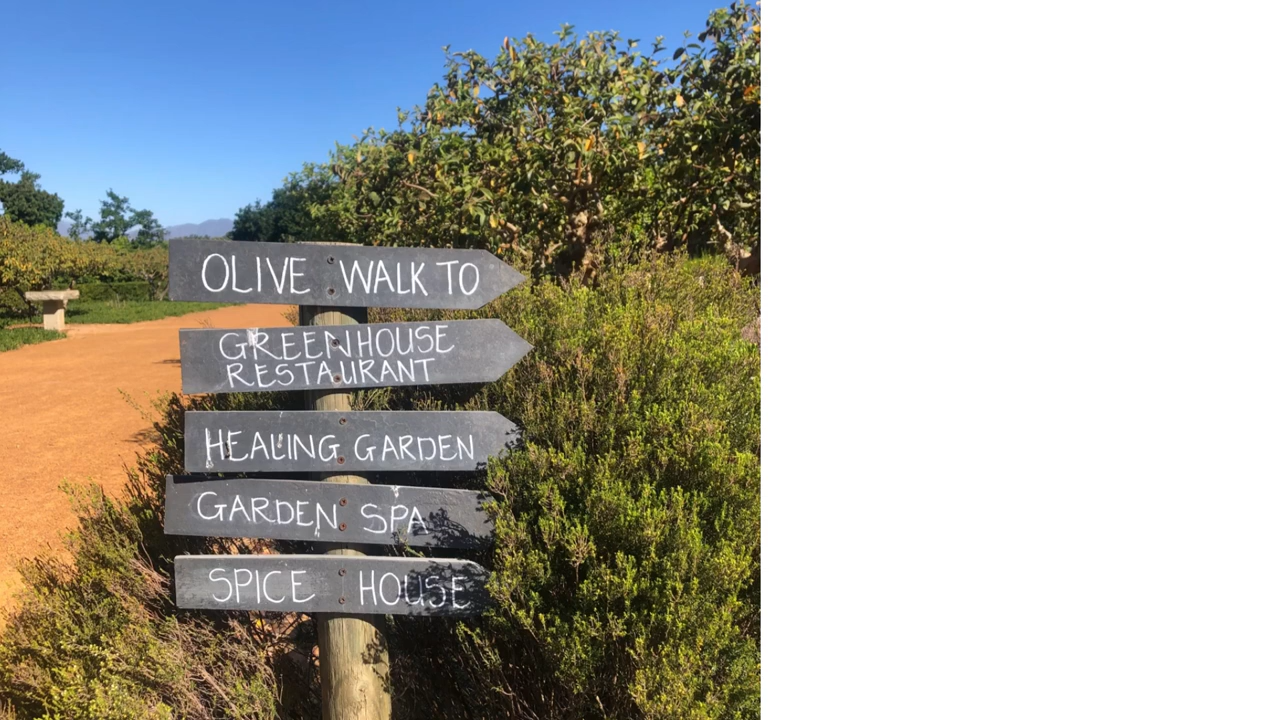 OLIVE WALK TO
GREENHOUSE
RESTAURANT
HEALING GARDEN
GARDEN SPA
SPICE HOUSE